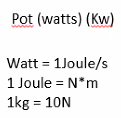 Pot (watts) (Kw)
Watt = 1Joule/s
1 Joule = N*m
1kg = 10N